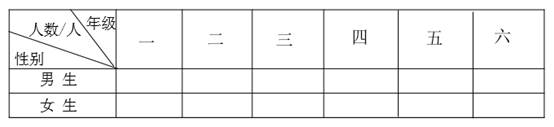 人数/人 年级
性别
一 二 三 四 五 六
男 生
女 生